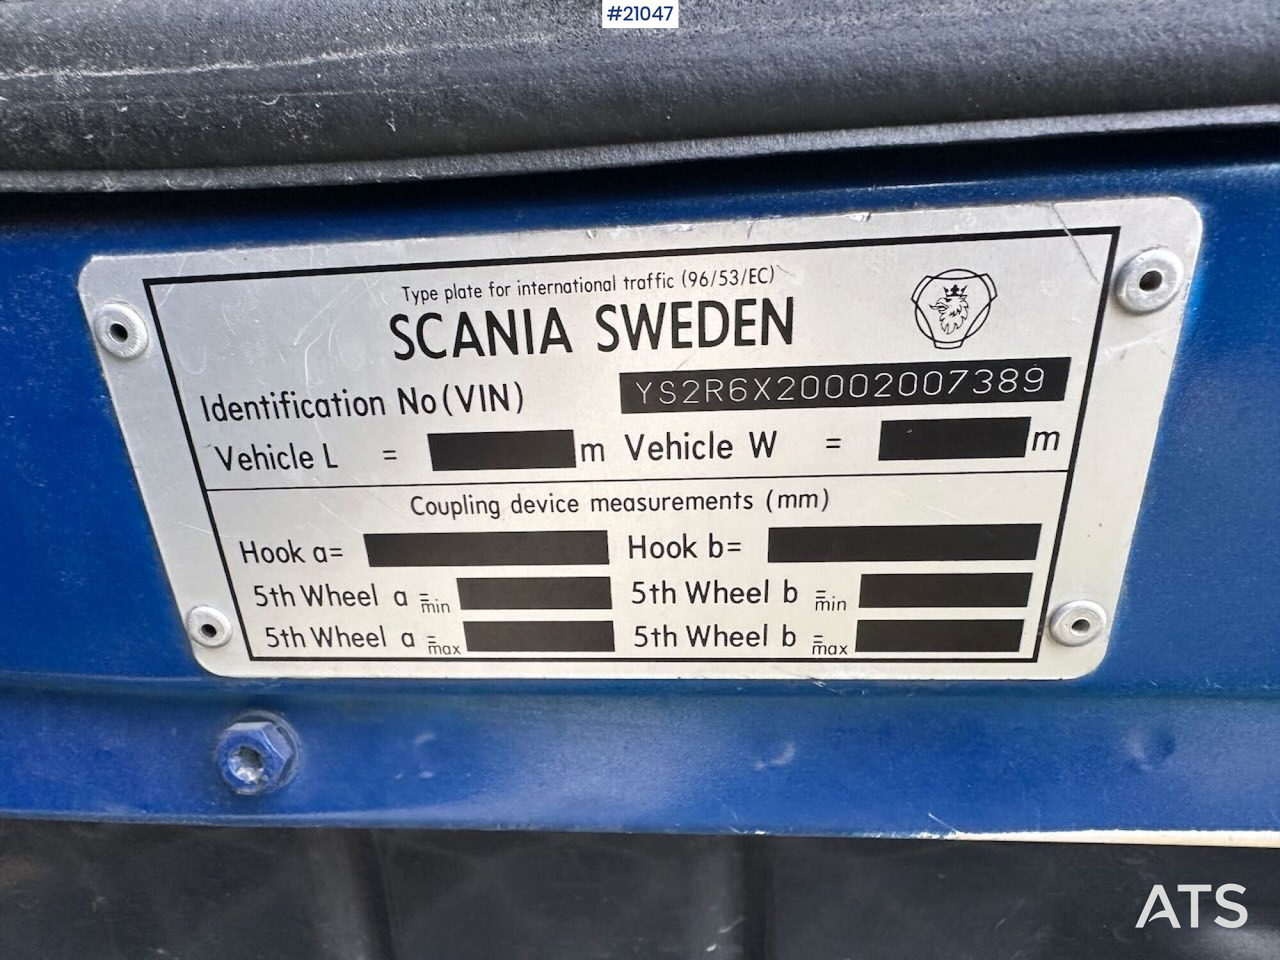 #21047
Type plate for international traffic (96/53/EC)
SCANIA SWEDEN
Identification No (VIN) YS2R6X20002007389
Vehicle L = m Vehicle W = m
Coupling device measurements (mm)
Hook a= Hook b=
5th Wheel a = min 5th Wheel b = min
5th Wheel a = max 5th Wheel b = max
ATS